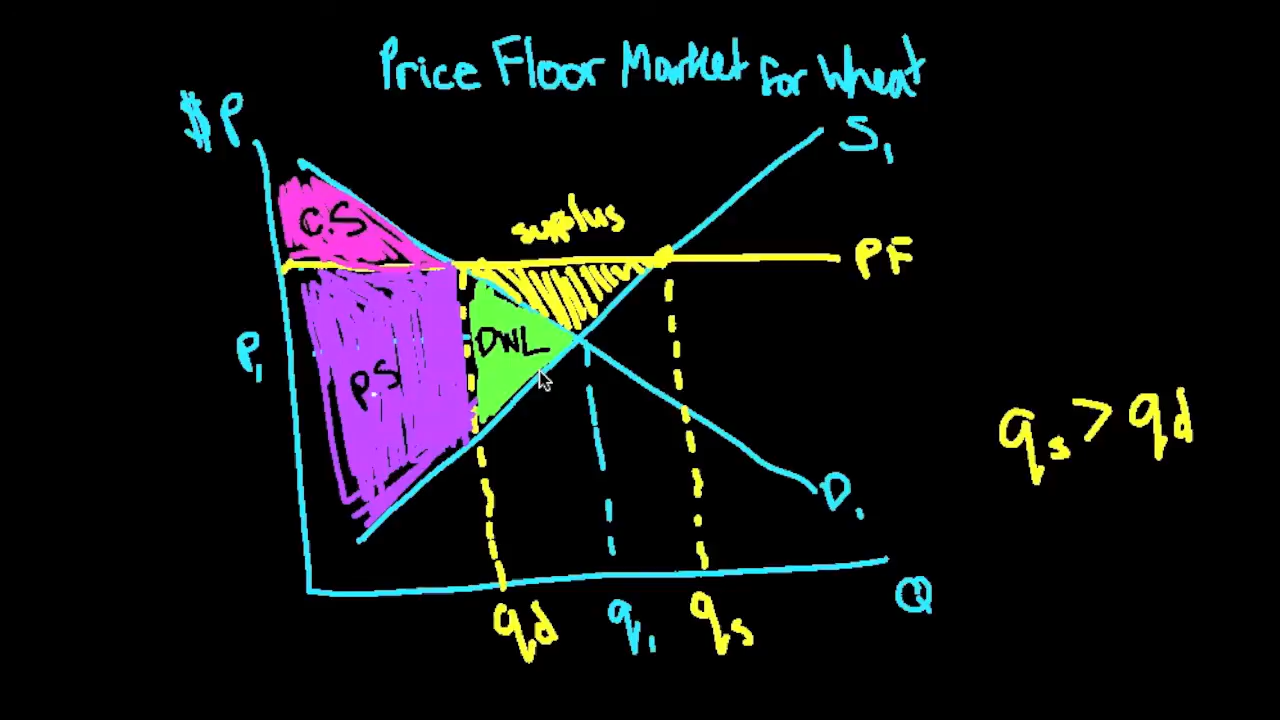 Price Floor Market for Wheat
$P
S1
C.S
surplus
PF
P1
DWL
P.S
qs > qd
D1
Q
qd
q1
qs